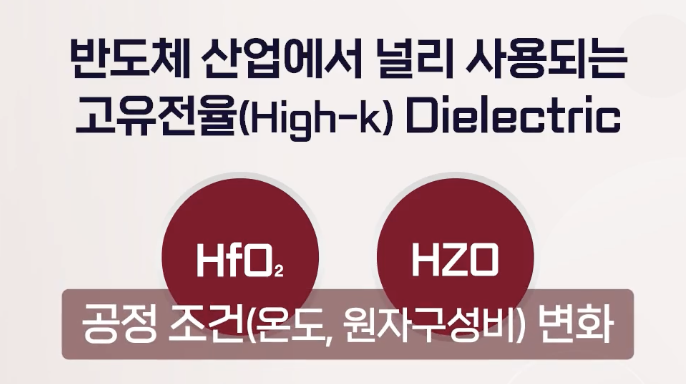 반도체 산업에서 널리 사용되는
고유전율(High-k) Dielectric
HfO₂ HZO
공정 조건(온도, 원자구성비) 변화